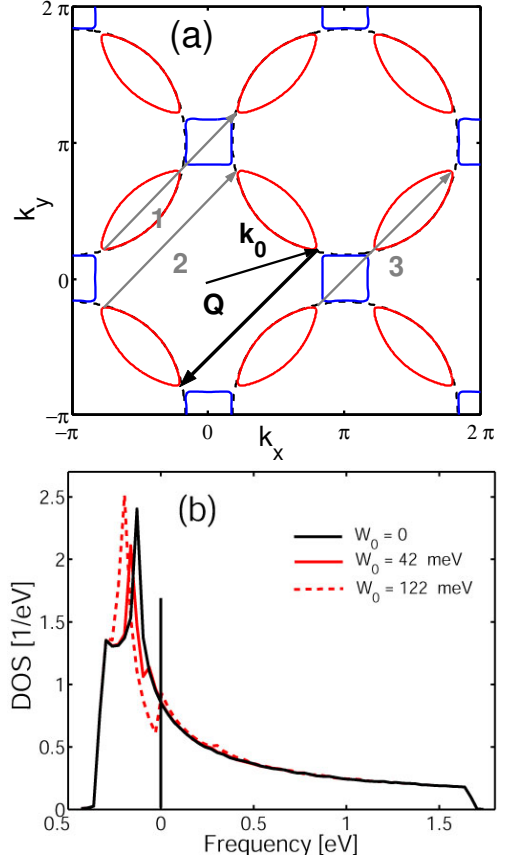 2 π
(a)
π
k_y
0
−π
−π
0
k_x
π
2 π
1
2
3
k_0
Q
(b)
W_0 = 0
W_0 = 42 meV
W_0 = 122 meV
DOS [1/eV]
2.5
2
1.5
1
0.5
0
0.5
0
0.5
1
1.5
Frequency [eV]